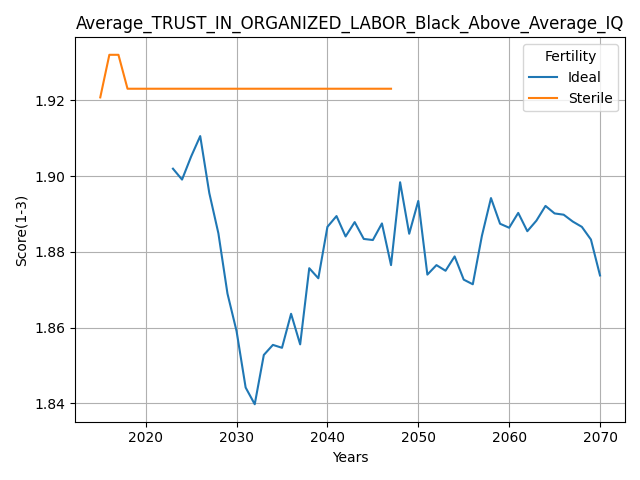 Average_TRUST_IN_ORGANIZED_LABOR_Black_Above_Average_IQ
Fertility
Ideal
Sterile
Score(1-3)
1.92
1.90
1.88
1.86
1.84
2020 2030 2040 2050 2060 2070
Years